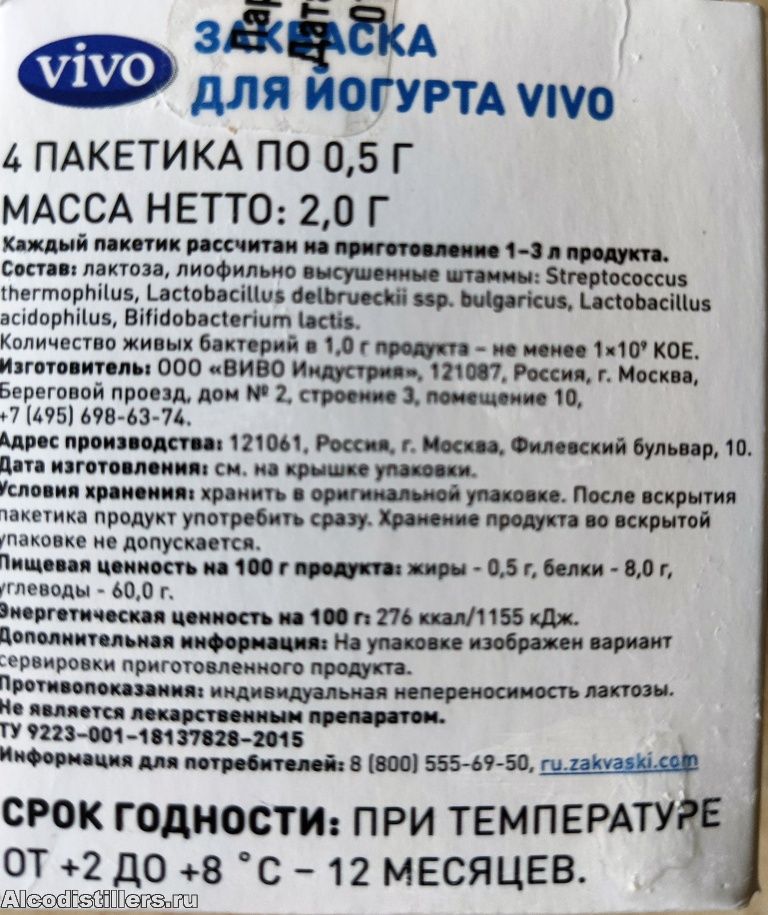 vivo
ЗАКВАСКА
ДЛЯ ЙОГУРТА VIVO
4 ПАКЕТИКА ПО 0,5 Г
МАССА НЕТТО: 2,0 Г
Каждый пакетик рассчитан на приготовление 1–3 л продукта.
Состав: лактоза, лиофильно высушенные штаммы: Streptococcus
thermophilus, Lactobacillus delbrueckii ssp. bulgaricus, Lactobacillus
acidophilus, Bifidobacterium lactis.
Количество живых бактерий в 1,0 г продукта – не менее 1×10⁹ КОЕ.
Изготовитель: ООО «ВИВО Индустрия», 121087, Россия, г. Москва,
Береговой проезд, дом № 2, строение 3, помещение 10,
+7 (495) 698-63-74.
Адрес производства: 121061, Россия, г. Москва, Филевский бульвар, 10.
Дата изготовления: см. на крышке упаковки.
Условия хранения: хранить в оригинальной упаковке. После вскрытия
пакетика продукт употребить сразу. Хранение продукта во вскрытой
упаковке не допускается.
Пищевая ценность на 100 г продукта: жиры - 0,5 г, белки - 8,0 г,
углеводы - 60,0 г.
Энергетическая ценность на 100 г: 276 ккал/1155 кДж.
Дополнительная информация: На упаковке изображен вариант
сервировки приготовленного продукта.
Противопоказания: индивидуальная непереносимость лактозы.
Не является лекарственным препаратом.
ТУ 9223–001–18137828–2015
Информация для потребителей: 8 (800) 555-69-50, ru.zakvaski.com
СРОК ГОДНОСТИ: ПРИ ТЕМПЕРАТУРЕ
ОТ +2 ДО +8 °С – 12 МЕСЯЦЕВ.
Alcodistillers.ru